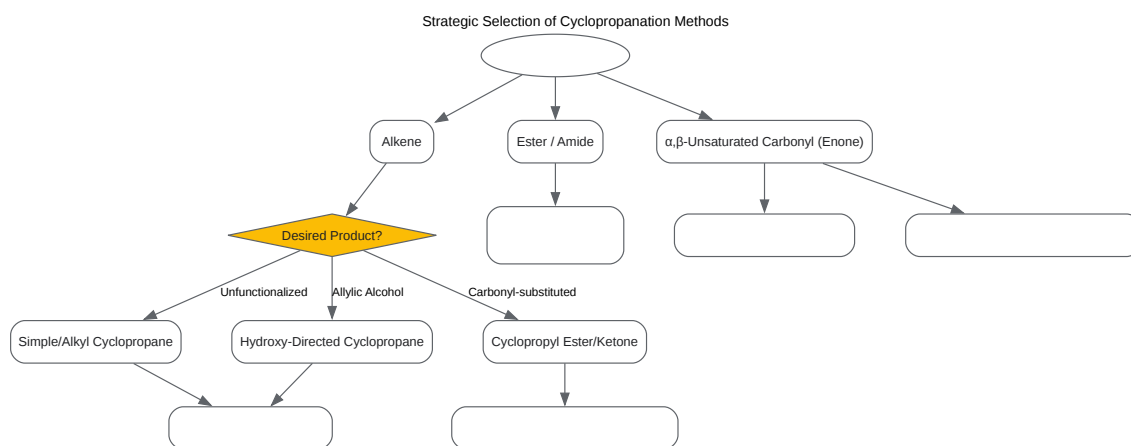 Strategic Selection of Cyclopropanation Methods
Alkene
Ester / Amide
α,β-Unsaturated Carbonyl (Enone)
Desired Product?
Unfunctionalized
Allylic Alcohol
Carbonyl-substituted
Simple/Alkyl Cyclopropane
Hydroxy-Directed Cyclopropane
Cyclopropyl Ester/Ketone